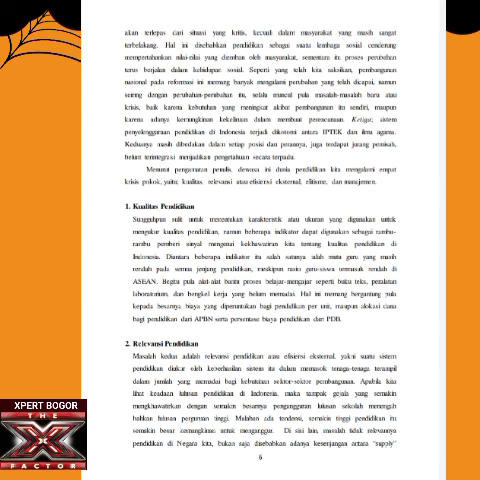 akan terlepas dari situasi yang kritis, kecuali dalam masyarakat yang masih sangat
terbelakang. Hal ini disebabkan pendidikan sebagai suatu lembaga sosial cenderung
mempertahankan nilai-nilai yang diemban oleh masyarakat, sementara itu proses perubahan
terus berjalan dalam kehidupan sosial. Seperti yang telah kita saksikan, pembangunan
nasional pada reformasi ini memang banyak mengalami perubahan yang telah dicapai, namun
seiring dengan perubahan-perubahan itu, selalu muncul pula masalah-masalah baru atau
krisis, baik karena kebutuhan yang meningkat akibat pembangunan itu sendiri, maupun
karena adanya kemungkinan kekeliruan dalam membuat perencanaan. Ketiga; sistem
penyelenggaraan pendidikan di Indonesia terjadi dikotomi antara IPTEK dan ilmu agama.
Keduanya masih dibedakan dalam setiap posisi dan perannya, juga terdapat jurang pemisah,
belum terintegrasi menjadikan pengetahuan secara terpadu.
Menurut pengamatan penulis, dewasa ini dunia pendidikan kita mengalami empat
krisis pokok, yaitu; kualitas, relevansi atau efisiensi eksternal, elitisme, dan manajemen.
1. Kualitas Pendidikan
Sungguhpun sulit untuk menentukan karakteristik atau ukuran yang digunakan untuk
mengukur kualitas pendidikan, namun beberapa indikator dapat digunakan sebagai rambu-
rambu pemberi sinyal mengenai kekhawatiran kita tentang kualitas pendidikan di
Indonesia. Diantara beberapa indikator itu salah satunya ialah mutu guru yang masih
rendah pada semua jenjang pendidikan, meskipun rasio guru-siswa termasuk rendah di
ASEAN. Begitu pula alat-alat bantu proses belajar-mengajar seperti buku teks, peralatan
laboratorium, dan bengkel kerja yang belum memadai. Hal ini memang bergantung pula
kepada besarnya biaya yang diperuntukan bagi pendidikan per unit, maupun alokasi dana
bagi pendidikan dari APBN serta persentase biaya pendidikan dari PDB.
2. Relevansi Pendidikan
Masalah kedua adalah relevansi pendidikan atau efisiensi eksternal, yakni suatu sistem
pendidikan diukur oleh keberhasilan sistem itu dalam memasok tenaga-tenaga terampil
dalam jumlah yang memadai bagi kebutuhan sektor-sektor pembangunan. Apabila kita
lihat keadaan lulusan pendidikan di Indonesia, maka tampak gejala yang semakin
mengkhawatirkan dengan semakin besarnya pengangguran lulusan sekolah menengah
bahkan lulusan perguruan tinggi. Malahan ada tendensi, semakin tinggi pendidikan itu
semakin besar kemungkinan untuk menganggur. Di sisi lain, masalah tidak relevannya
pendidikan di Negara kita, bukan saja disebabkan adanya kesenjangan antara "supply"
6
XPERT BOGOR
THE
X
FACTOR